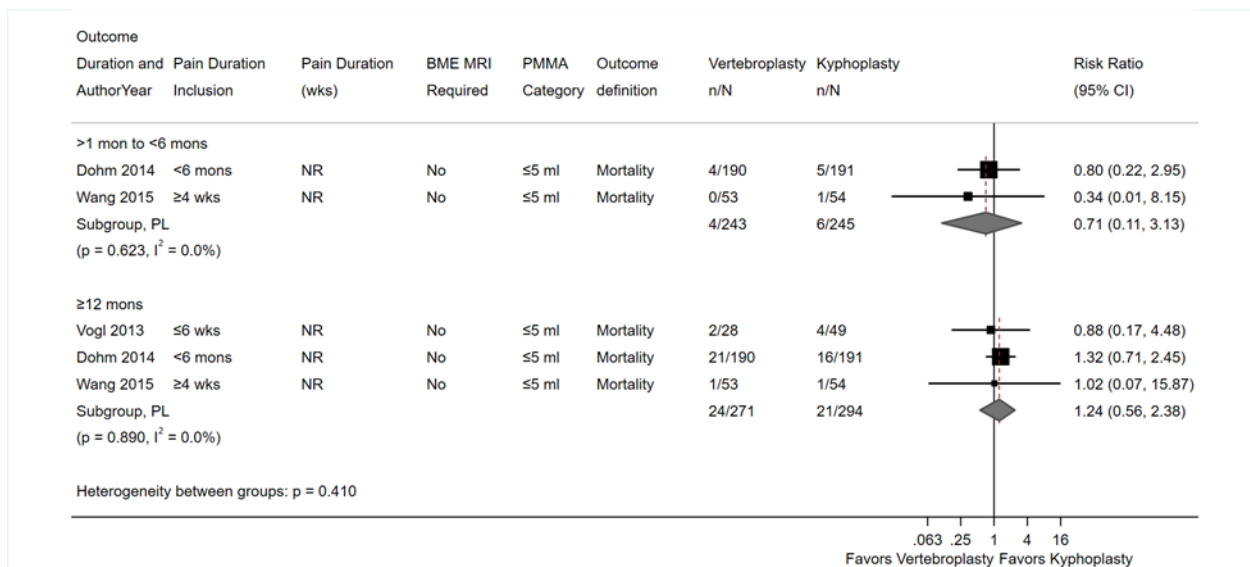 Outcome
Duration and Pain Duration Pain Duration BME MRI PMMA Outcome Vertebroplasty Kyphoplasty Risk Ratio
AuthorYear Inclusion (wks) Required Category definition n/N n/N (95% CI)
>1 mon to <6 mons
Dohm 2014 <6 mons NR No ≤5 ml Mortality 4/190 5/191 0.80 (0.22, 2.95)
Wang 2015 ≥4 wks NR No ≤5 ml Mortality 0/53 1/54 0.34 (0.01, 8.15)
Subgroup, PL 4/243 6/245 0.71 (0.11, 3.13)
(p = 0.623, I² = 0.0%)
≥12 mons
Vogl 2013 ≤6 wks NR No ≤5 ml Mortality 2/28 4/49 0.88 (0.17, 4.48)
Dohm 2014 <6 mons NR No ≤5 ml Mortality 21/190 16/191 1.32 (0.71, 2.45)
Wang 2015 ≥4 wks NR No ≤5 ml Mortality 1/53 1/54 1.02 (0.07, 15.87)
Subgroup, PL 24/271 21/294 1.24 (0.56, 2.38)
(p = 0.890, I² = 0.0%)
Heterogeneity between groups: p = 0.410
.063 .25 1 4 16
Favors Vertebroplasty Favors Kyphoplasty